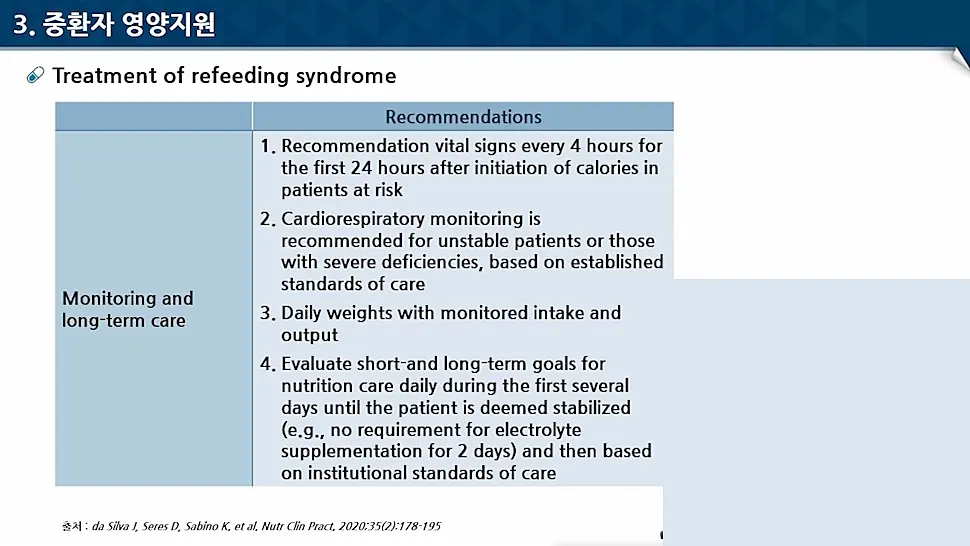 3. 중환자 영양지원
Treatment of refeeding syndrome
Recommendations
Monitoring and
long-term care
1. Recommendation vital signs every 4 hours for
the first 24 hours after initiation of calories in
patients at risk
2. Cardiorespiratory monitoring is
recommended for unstable patients or those
with severe deficiencies, based on established
standards of care
3. Daily weights with monitored intake and
output
4. Evaluate short-and long-term goals for
nutrition care daily during the first several
days until the patient is deemed stabilized
(e.g., no requirement for electrolyte
supplementation for 2 days) and then based
on institutional standards of care
출처 : da Silva J, Seres D, Sabino K, et al, Nutr Clin Pract, 2020:35(2):178-195